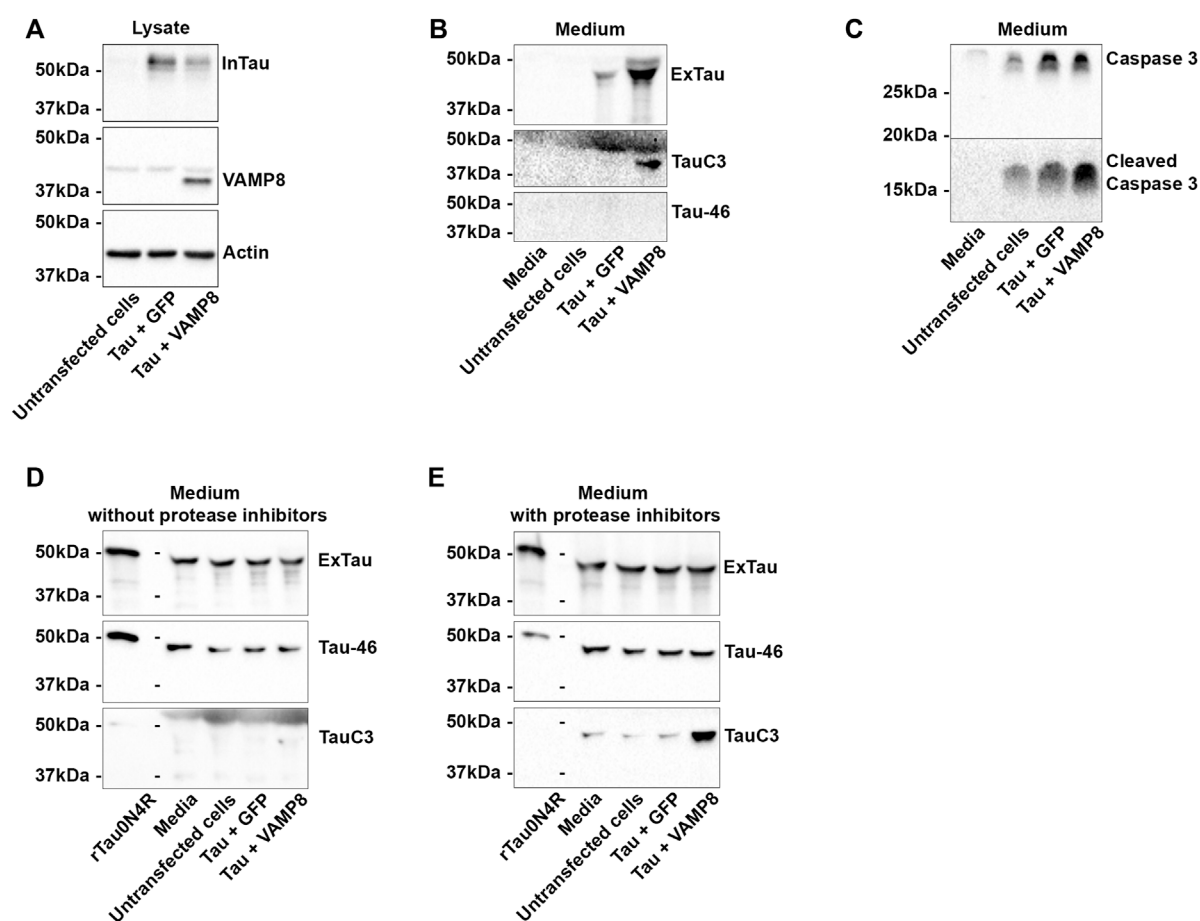 A
Lysate
50kDa -
InTau
37kDa -
50kDa -
VAMP8
37kDa -
50kDa -
Actin
37kDa -
Untransfected cells
Tau + GFP
Tau + VAMP8
B
Medium
50kDa -
ExTau
37kDa -
50kDa -
TauC3
37kDa -
50kDa -
Tau-46
37kDa -
Media
Untransfected cells
Tau + GFP
Tau + VAMP8
C
Medium
Caspase 3
25kDa -
20kDa -
Cleaved
Caspase 3
15kDa -
Media
Untransfected cells
Tau + GFP
Tau + VAMP8
D
Medium
without protease inhibitors
50kDa - -
ExTau
37kDa - -
50kDa - -
Tau-46
37kDa - -
50kDa - -
TauC3
37kDa - -
rTau0N4R
Media
Untransfected cells
Tau + GFP
Tau + VAMP8
E
Medium
with protease inhibitors
50kDa - -
ExTau
37kDa - -
50kDa - -
Tau-46
37kDa - -
50kDa - -
TauC3
37kDa - -
rTau0N4R
Media
Untransfected cells
Tau + GFP
Tau + VAMP8